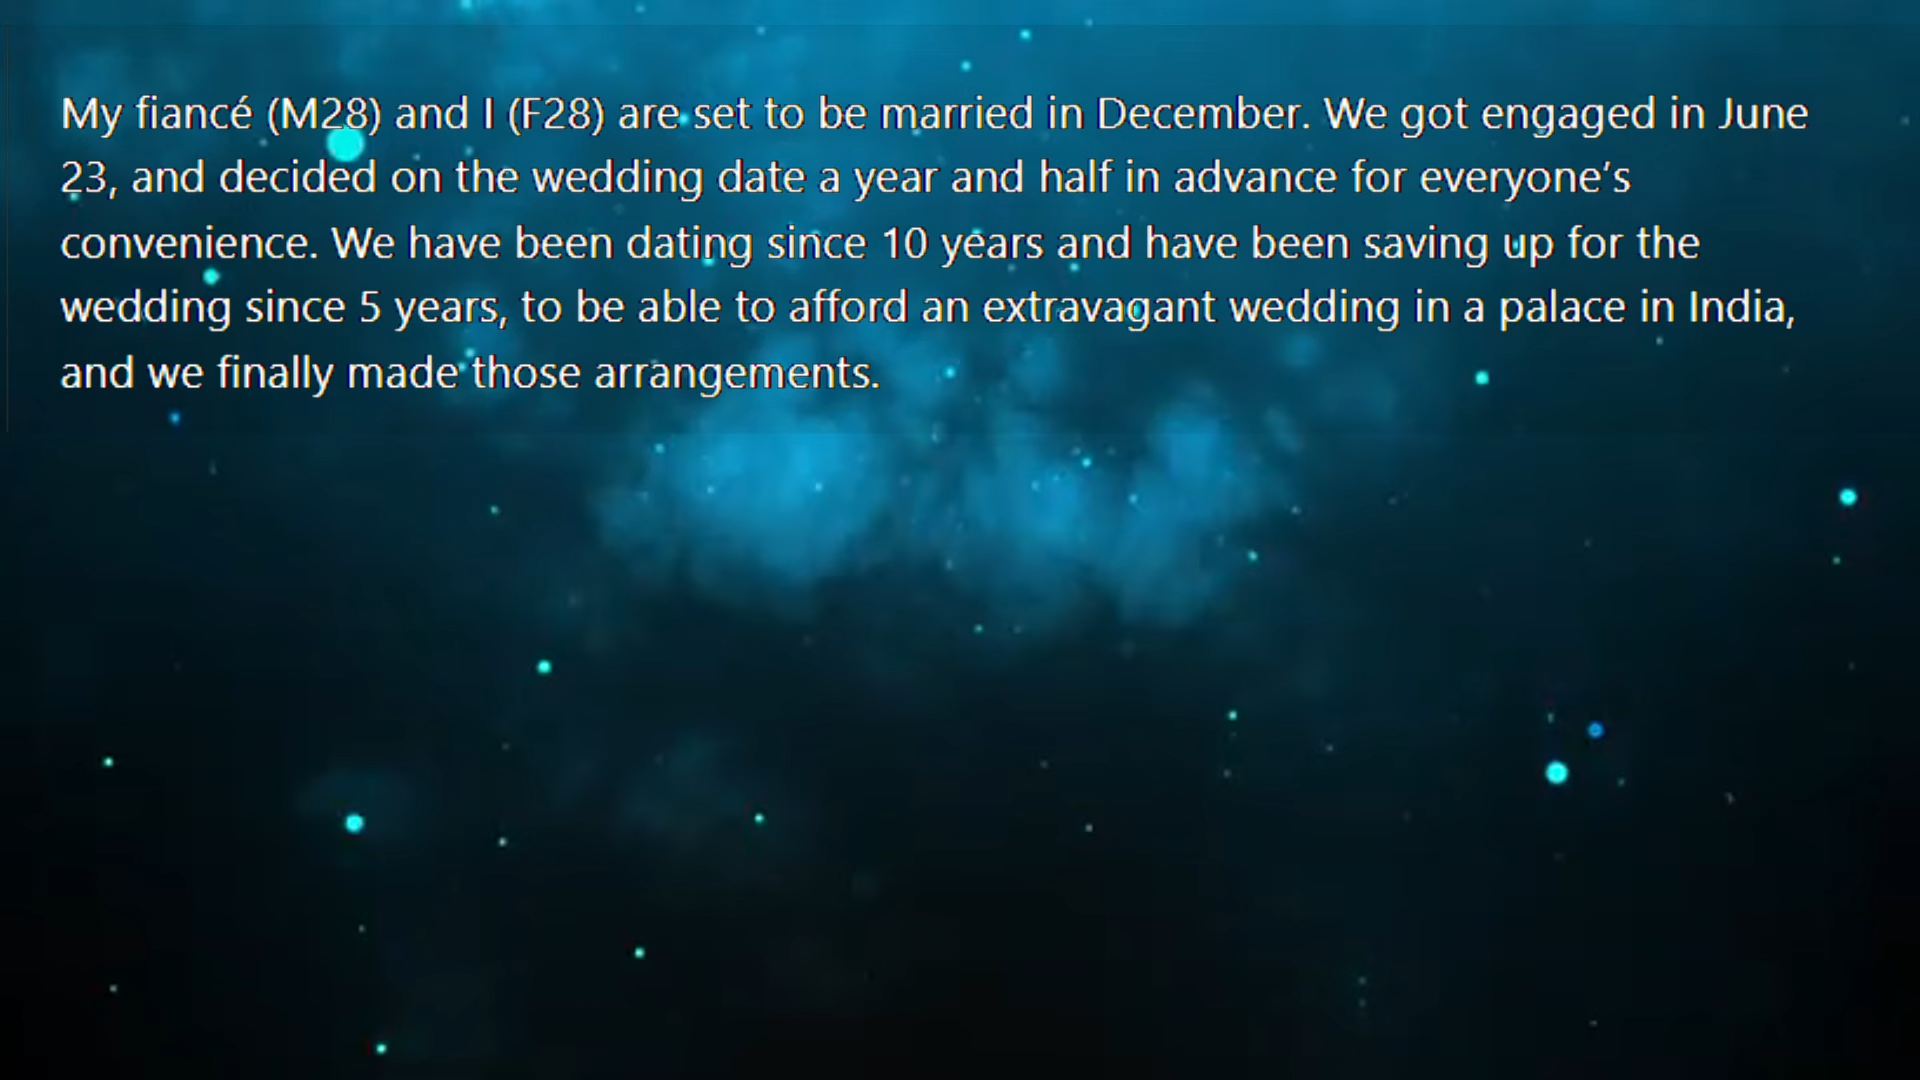 My fiancé (M28) and I (F28) are set to be married in December. We got engaged in June
23, and decided on the wedding date a year and half in advance for everyone’s
convenience. We have been dating since 10 years and have been saving up for the
wedding since 5 years, to be able to afford an extravagant wedding in a palace in India,
and we finally made those arrangements.